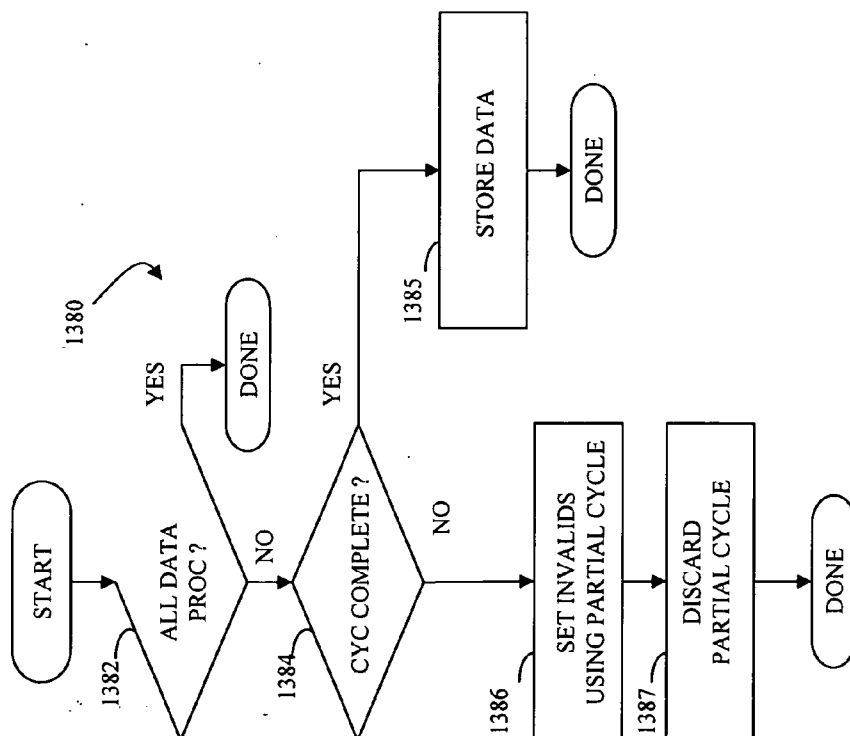 START
1380
1382
ALL DATA
PROC ?
YES
DONE
NO
1384
CYC COMPLETE ?
YES
1385
STORE DATA
DONE
NO
1386
SET INVALIDS
USING PARTIAL CYCLE
1387
DISCARD
PARTIAL CYCLE
DONE